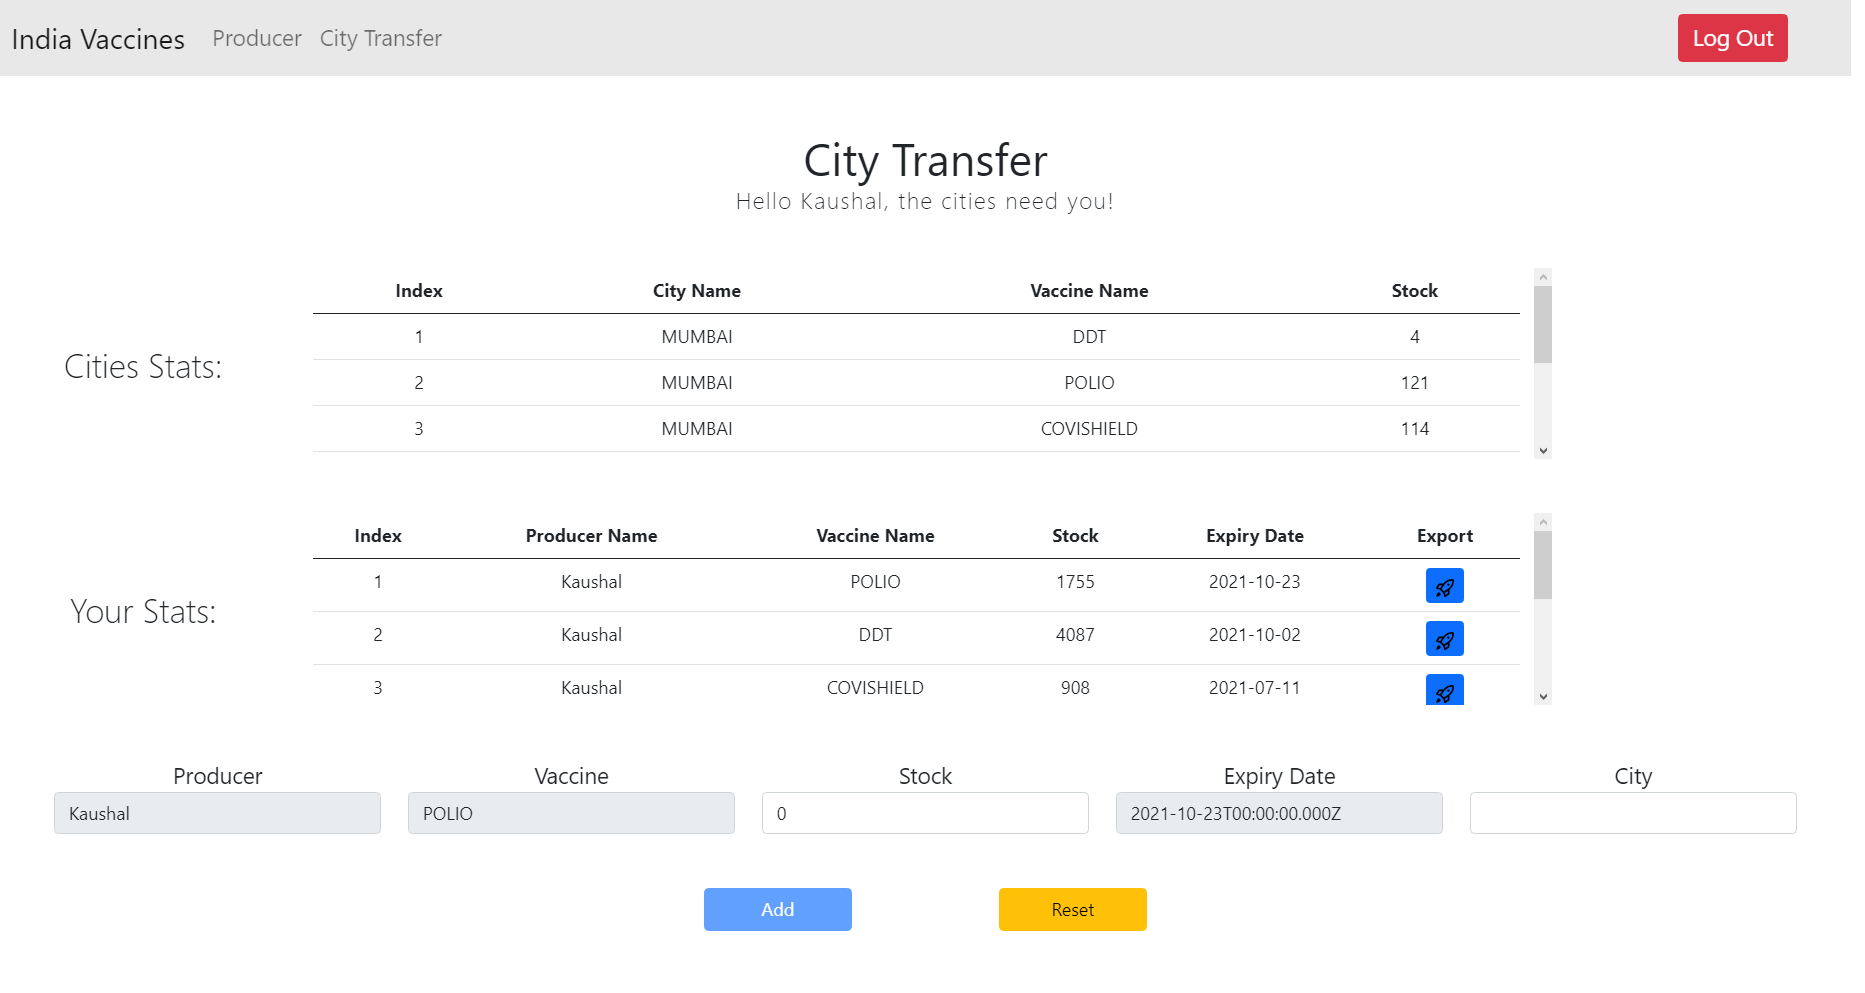 India Vaccines Producer City Transfer Log Out
City Transfer
Hello Kaushal, the cities need you!
Cities Stats:
Index City Name Vaccine Name Stock
1 MUMBAI DDT 4
2 MUMBAI POLIO 121
3 MUMBAI COVISHIELD 114
Your Stats:
Index Producer Name Vaccine Name Stock Expiry Date Export
1 Kaushal POLIO 1755 2021-10-23
2 Kaushal DDT 4087 2021-10-02
3 Kaushal COVISHIELD 908 2021-07-11
Producer Vaccine Stock Expiry Date City
Kaushal POLIO 0 2021-10-23T00:00:00.000Z
Add Reset